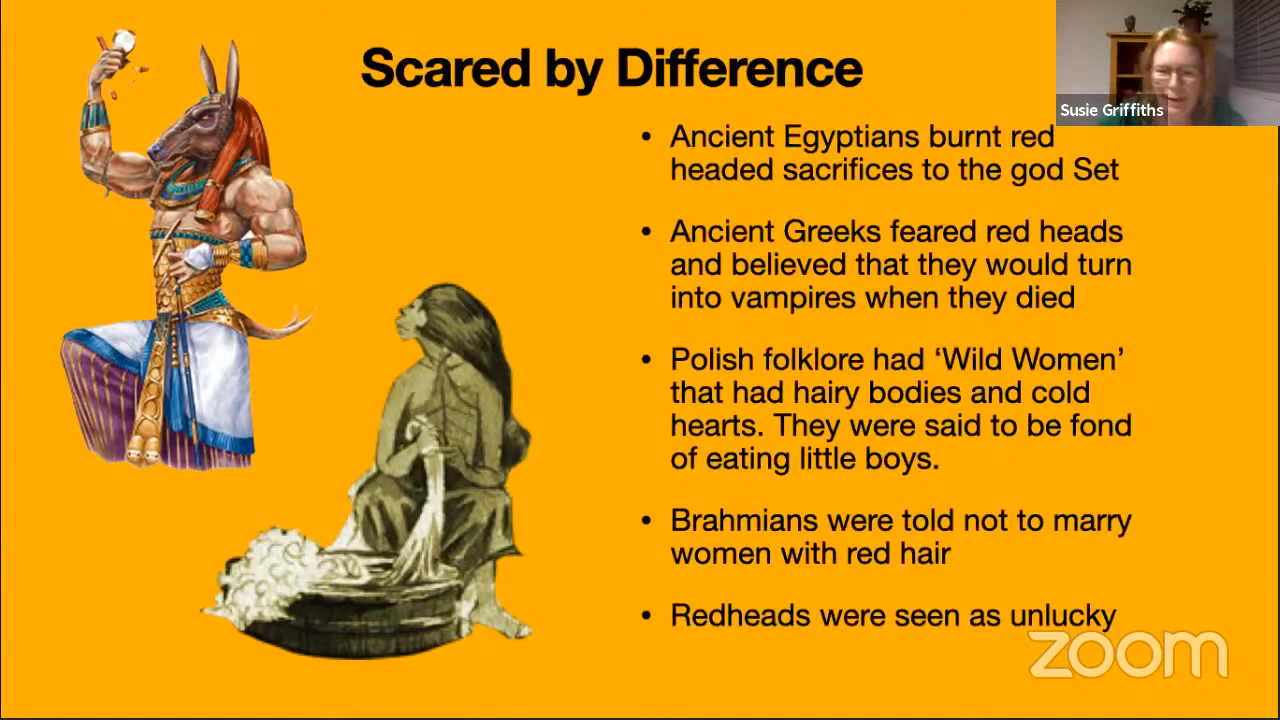 Scared by Difference
Susie Griffiths
• Ancient Egyptians burnt red
headed sacrifices to the god Set
• Ancient Greeks feared red heads
and believed that they would turn
into vampires when they died
• Polish folklore had ‘Wild Women’
that had hairy bodies and cold
hearts. They were said to be fond
of eating little boys.
• Brahmians were told not to marry
women with red hair
• Redheads were seen as unlucky
zoom